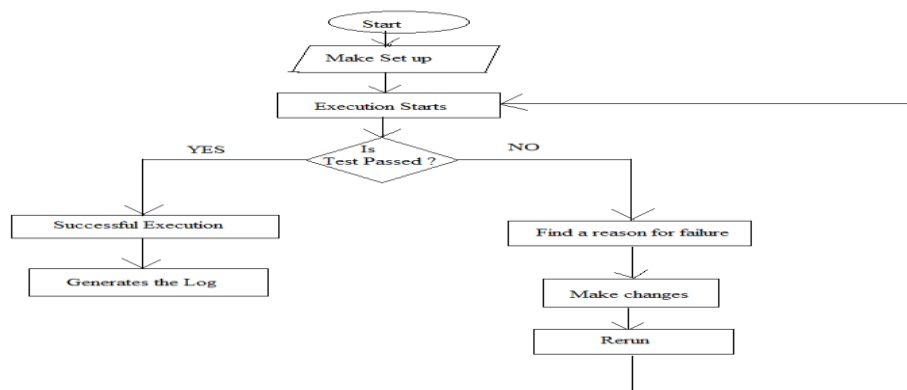 Start
Make Set up
Execution Starts
Is
Test Passed ?
YES
NO
Successful Execution
Generates the Log
Find a reason for failure
Make changes
Rerun